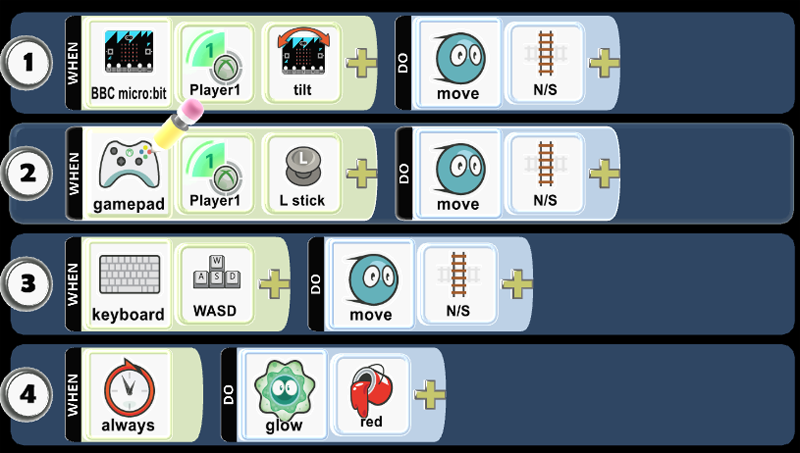 1 WHEN BBC micro:bit 1 Player1 tilt DO move N/S
2 WHEN gamepad 1 Player1 L L stick DO move N/S
3 WHEN keyboard W A S D WASD DO move N/S
4 WHEN always DO glow red